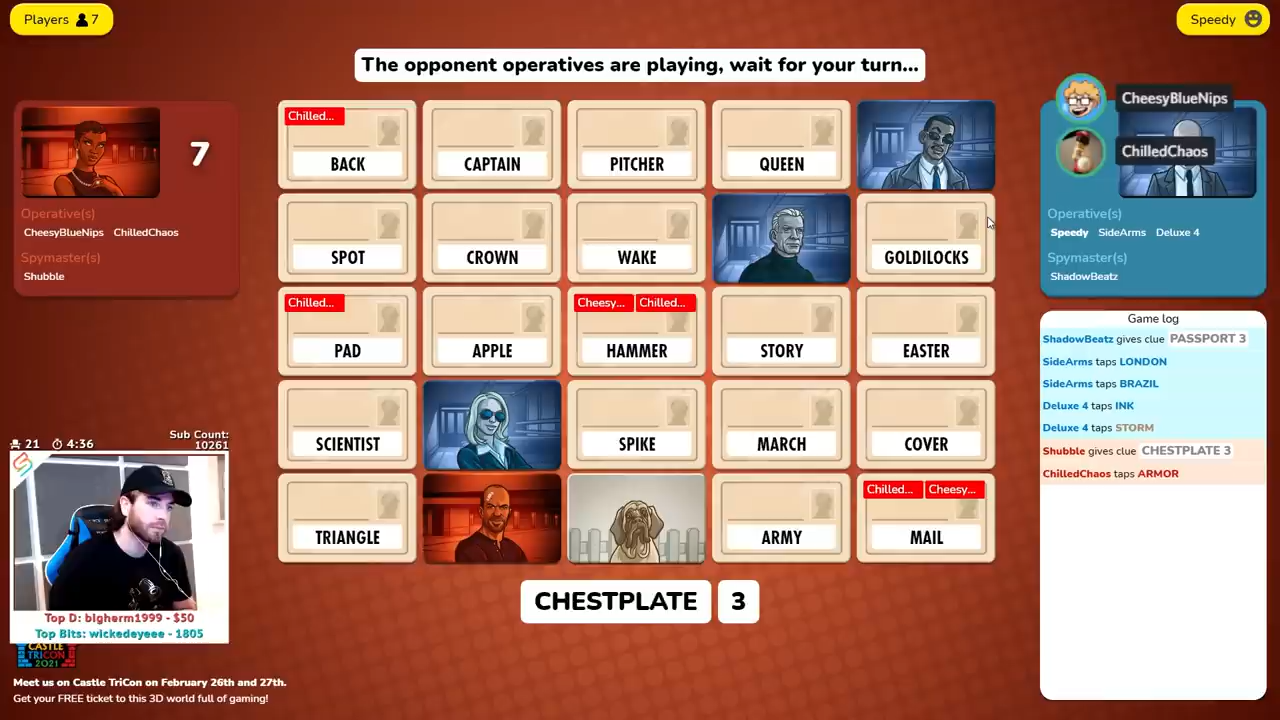 Players 7
Speedy
The opponent operatives are playing, wait for your turn...
7
Operative(s)
CheesyBlueNips ChilledChaos
Spymaster(s)
Shubble
Chilled...
BACK
CAPTAIN
PITCHER
QUEEN
SPOT
CROWN
WAKE
GOLDILOCKS
Chilled...
PAD
APPLE
Cheesy... Chilled...
HAMMER
STORY
EASTER
SCIENTIST
SPIKE
MARCH
COVER
TRIANGLE
ARMY
Chilled... Cheesy...
MAIL
CHESTPLATE 3
CheesyBlueNips
ChilledChaos
Operative(s)
Speedy SideArms Deluxe 4
Spymaster(s)
ShadowBeatz
Game log
ShadowBeatz gives clue PASSPORT 3
SideArms taps LONDON
SideArms taps BRAZIL
Deluxe 4 taps INK
Deluxe 4 taps STORM
Shubble gives clue CHESTPLATE 3
ChilledChaos taps ARMOR
21 4:36
Sub Count:
10261
Top D: bigherm1999 - $50
Top Bits: wickedyeee - 1805
CASTLE
TRICON
2021
Meet us on Castle TriCon on February 26th and 27th.
Get your FREE ticket to this 3D world full of gaming!